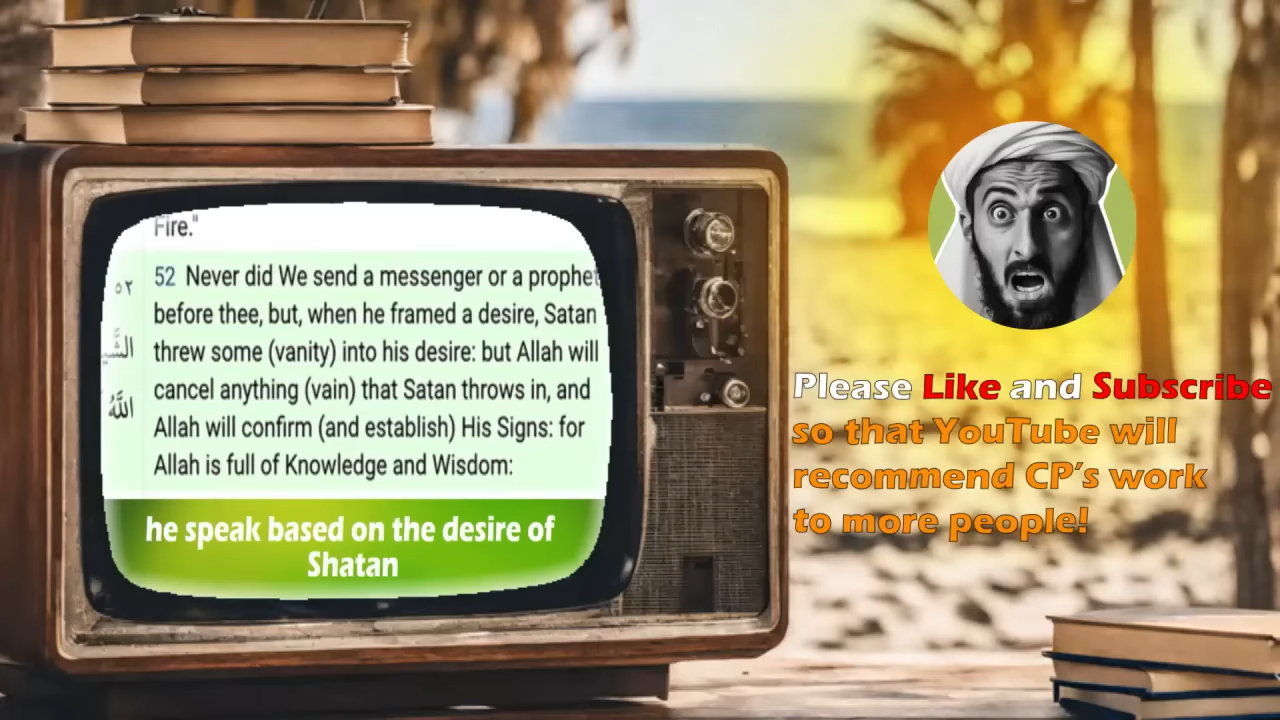 Fire."
52 Never did We send a messenger or a prophet
before thee, but, when he framed a desire, Satan
threw some (vanity) into his desire: but Allah will
cancel anything (vain) that Satan throws in, and
Allah will confirm (and establish) His Signs: for
Allah is full of Knowledge and Wisdom:
٥٢
اللَّهُ
he speak based on the desire of
Shatan
Please Like and Subscribe
so that YouTube will
recommend CP's work
to more people!